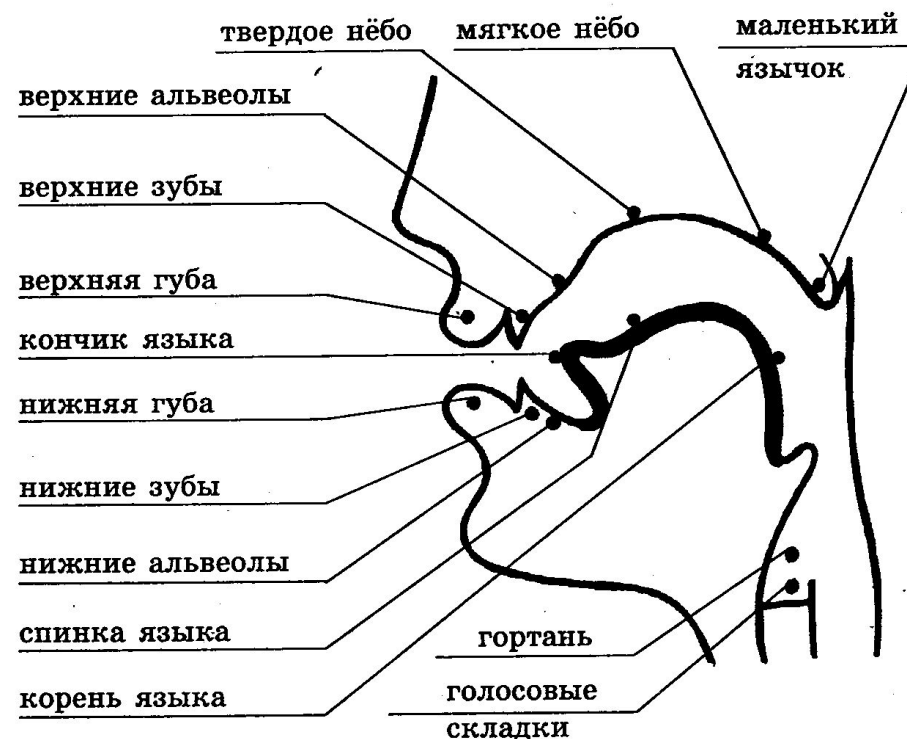 твердое нёбо
мягкое нёбо
маленький
язычок
верхние альвеолы
верхние зубы
верхняя губа
кончик языка
нижняя губа
нижние зубы
нижние альвеолы
спинка языка
корень языка
гортань
голосовые
складки